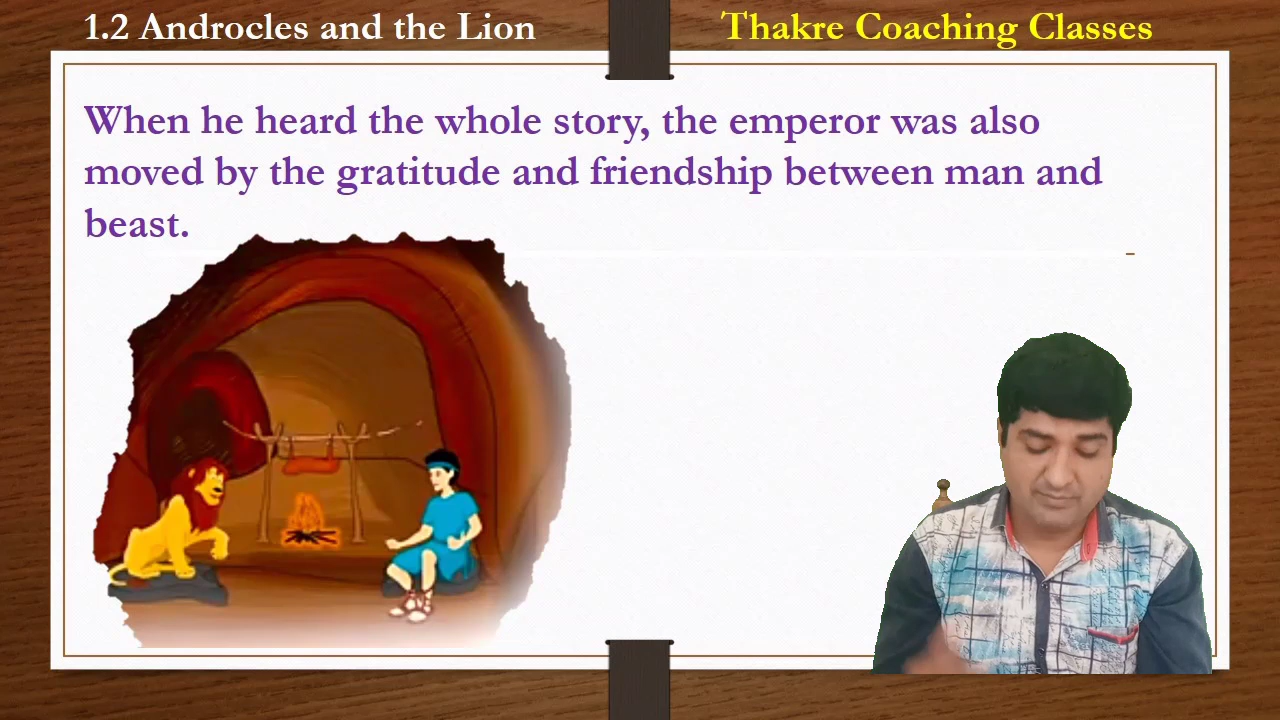 1.2 Androcles and the Lion
Thakre Coaching Classes
When he heard the whole story, the emperor was also
moved by the gratitude and friendship between man and
beast.